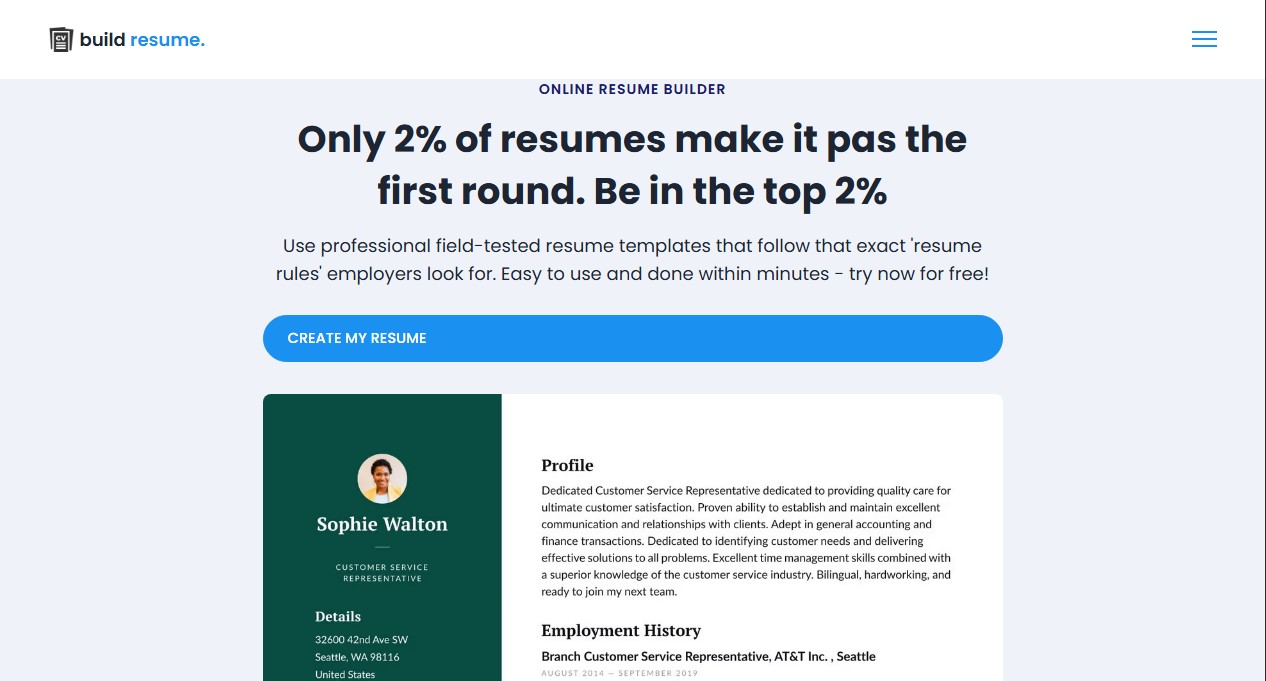 CV build resume.
ONLINE RESUME BUILDER
Only 2% of resumes make it pas the
first round. Be in the top 2%
Use professional field-tested resume templates that follow that exact 'resume
rules' employers look for. Easy to use and done within minutes - try now for free!
CREATE MY RESUME
Sophie Walton
CUSTOMER SERVICE
REPRESENTATIVE
Details
32600 42nd Ave SW
Seattle, WA 98116
United States
Profile
Dedicated Customer Service Representative dedicated to providing quality care for
ultimate customer satisfaction. Proven ability to establish and maintain excellent
communication and relationships with clients. Adept in general accounting and
finance transactions. Dedicated to identifying customer needs and delivering
effective solutions to all problems. Excellent time management skills combined with
a superior knowledge of the customer service industry. Bilingual, hardworking, and
ready to join my next team.
Employment History
Branch Customer Service Representative, AT&T Inc. , Seattle
AUGUST 2014 — SEPTEMBER 2019